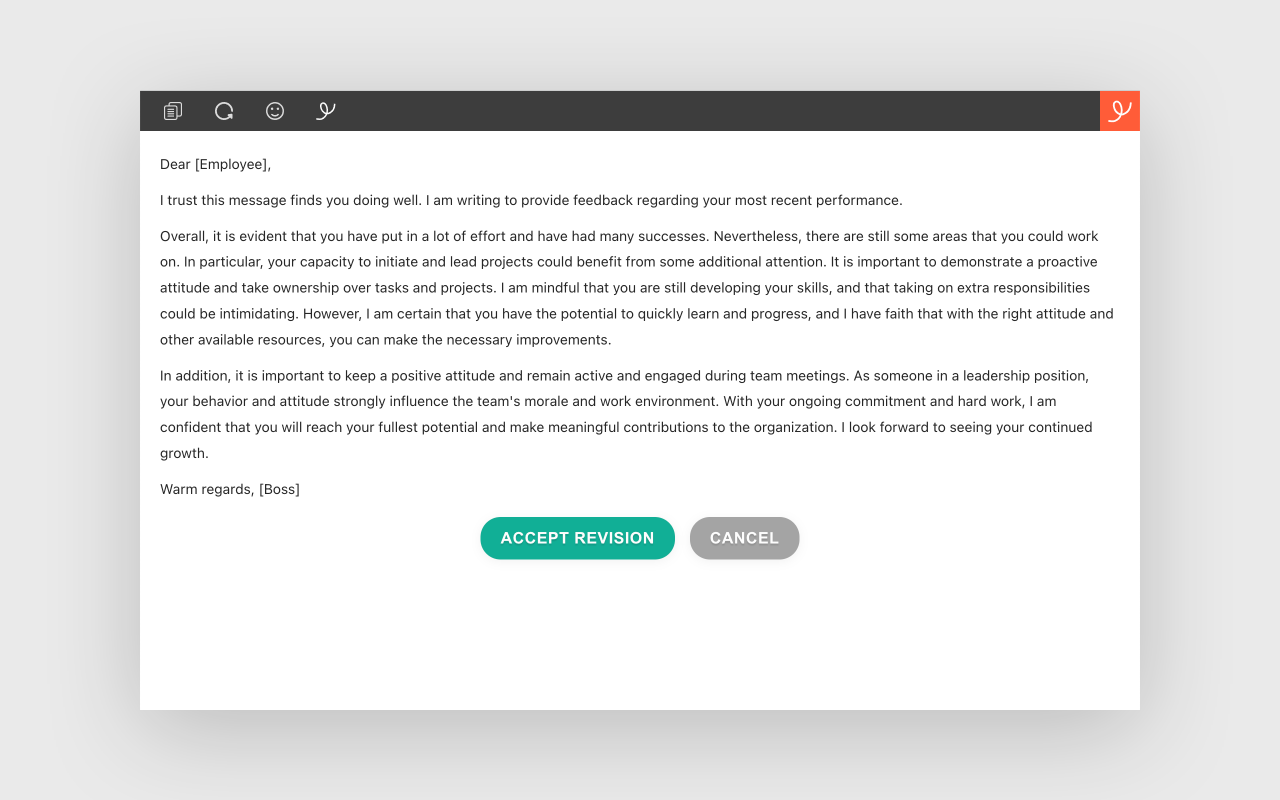 Dear [Employee],
I trust this message finds you doing well. I am writing to provide feedback regarding your most recent performance.
Overall, it is evident that you have put in a lot of effort and have had many successes. Nevertheless, there are still some areas that you could work
on. In particular, your capacity to initiate and lead projects could benefit from some additional attention. It is important to demonstrate a proactive
attitude and take ownership over tasks and projects. I am mindful that you are still developing your skills, and that taking on extra responsibilities
could be intimidating. However, I am certain that you have the potential to quickly learn and progress, and I have faith that with the right attitude and
other available resources, you can make the necessary improvements.
In addition, it is important to keep a positive attitude and remain active and engaged during team meetings. As someone in a leadership position,
your behavior and attitude strongly influence the team's morale and work environment. With your ongoing commitment and hard work, I am
confident that you will reach your fullest potential and make meaningful contributions to the organization. I look forward to seeing your continued
growth.
Warm regards, [Boss]
ACCEPT REVISION
CANCEL